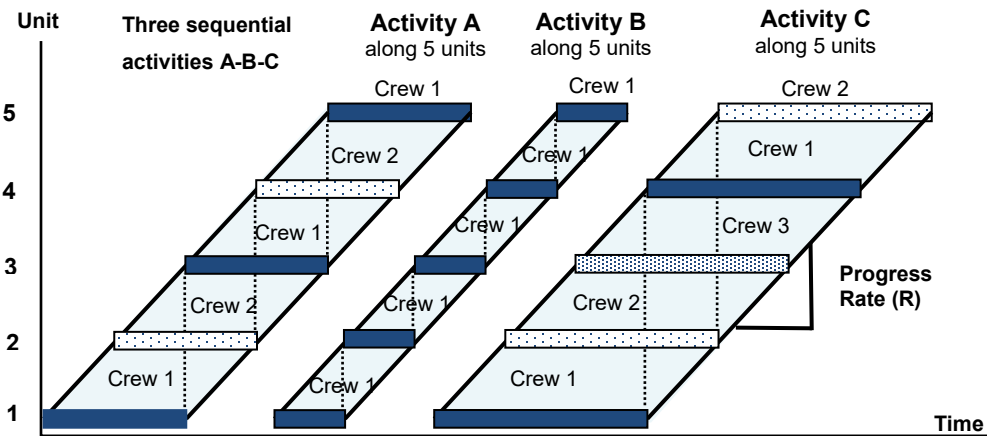 Unit
Three sequential
activities A-B-C
Activity A
along 5 units
Activity B
along 5 units
Activity C
along 5 units
Crew 1
Crew 1
Crew 2
5
Crew 2
Crew 1
Crew 1
4
Crew 1
Crew 1
Crew 3
3
Crew 2
Crew 1
Crew 2
Progress
Rate (R)
2
Crew 1
Crew 1
Crew 1
1
Time